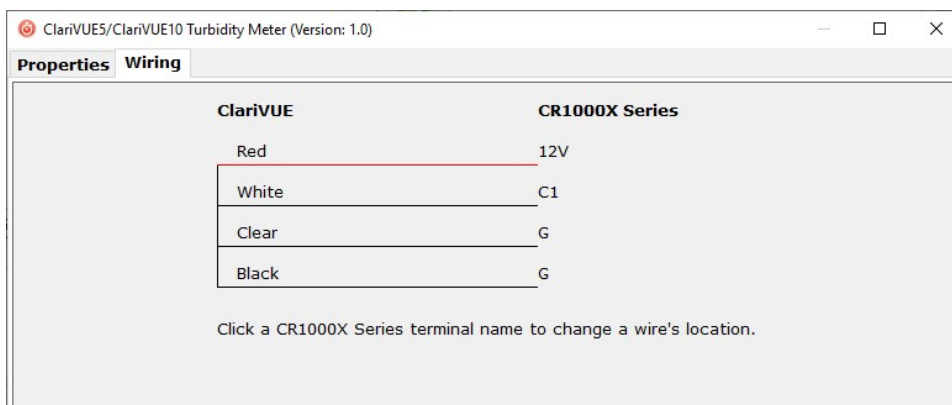 ClariVUE5/ClariVUE10 Turbidity Meter (Version: 1.0)
Properties Wiring
ClariVUE CR1000X Series
Red 12V
White C1
Clear G
Black G
Click a CR1000X Series terminal name to change a wire's location.